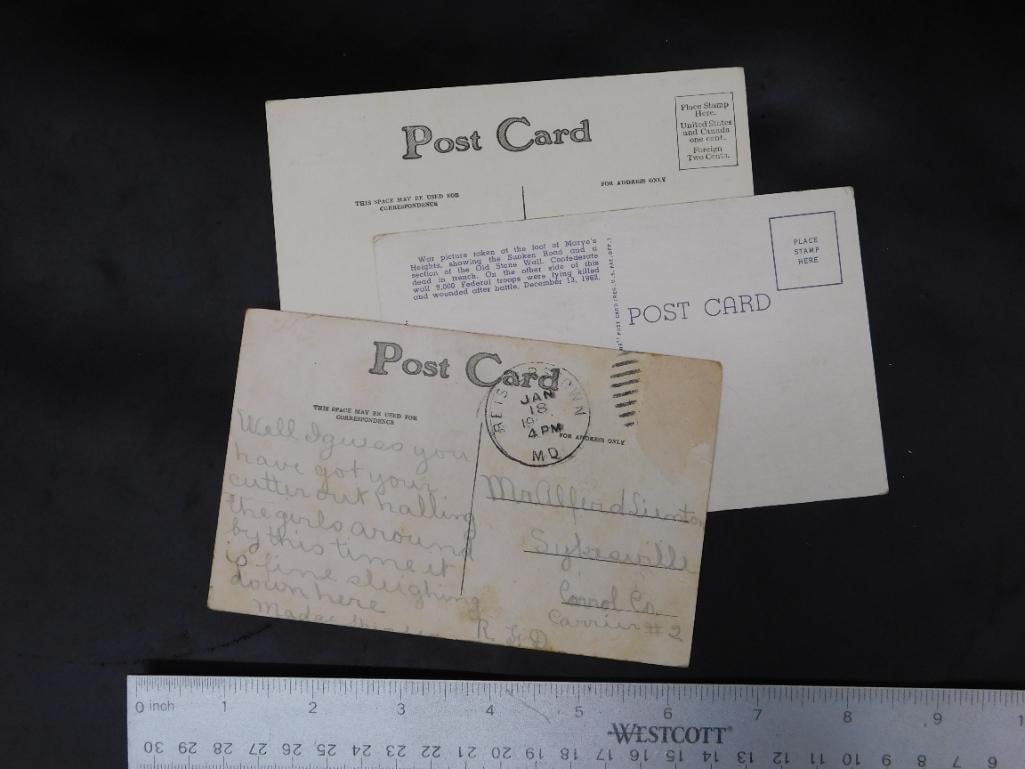 Post Card
Place Stamp
Here.
United States
and Canada
one cent.
Foreign
Two Cents.
THIS SPACE MAY BE USED FOR
CORRESPONDENCE
FOR ADDRESS ONLY
War picture taken at the foot of Marye's
Heights, showing the Sunken Road and a
section of the Old Stone Wall. Confederate
dead in trench. On the other side of this
wall 8,000 Federal troops were lying killed
and wounded after battle, December 13, 1862.
POST CARD
PLACE
STAMP
HERE
Post Card
THIS SPACE MAY BE USED FOR
CORRESPONDENCE
FOR ADDRESS ONLY
JAN
18
4 PM
MD.
Well I guess you
have got your
cutter out halling
the girls around
by this time it
is fine sleighing
down here
Mr Alferd
Sykesville
Corrol Co.
Carrier # 2
R. F. D.
0 inch 1 2 3 4 5 6 7 8 9 1
WESTCOTT
30 29 28 27 26 25 24 23 22 21 20 19 18 17 16 15 14 13 12 11 10 9 8 7 6